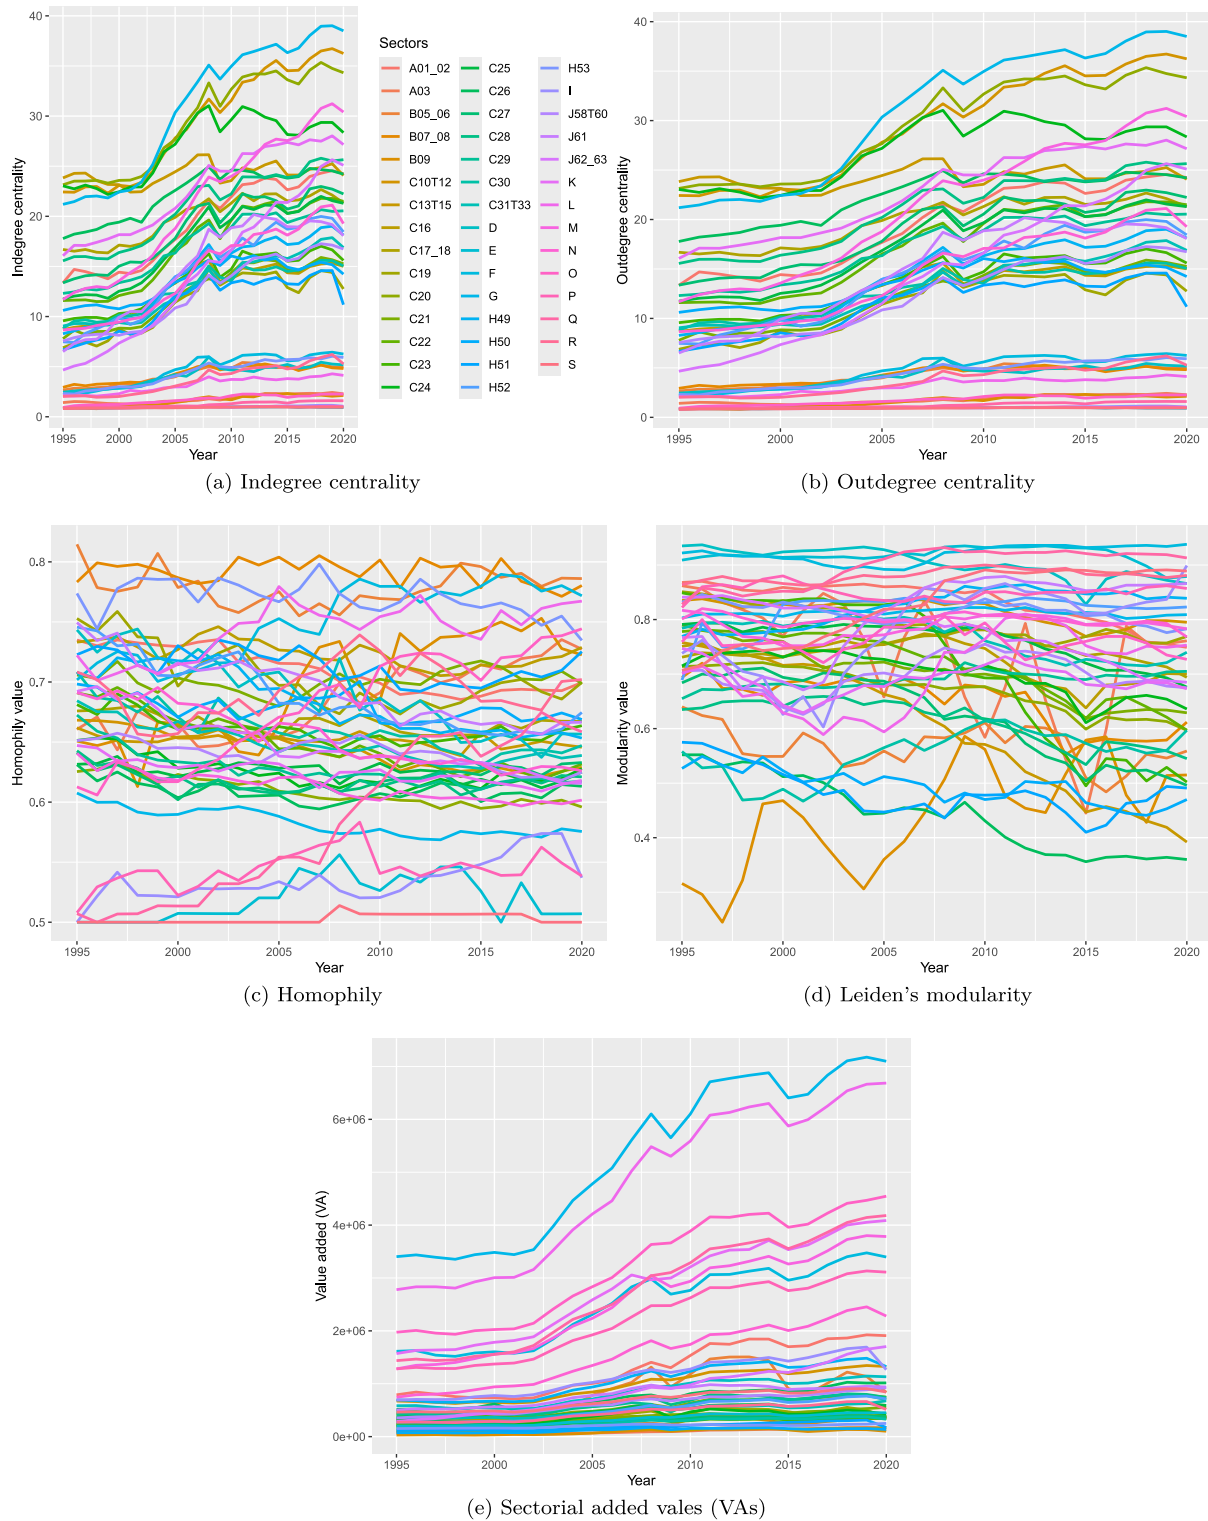 40
30
20
10
0
Indegree centrality
1995 2000 2005 2010 2015 2020
Year
Sectors
A01_02 C25 H53
A03 C26 I
B05_06 C27 J58T60
B07_08 C28 J61
B09 C29 J62_63
C10T12 C30 K
C13T15 C31T33 L
C16 D M
C17_18 E N
C19 F O
C20 G P
C21 H49 Q
C22 H50 R
C23 H51 S
C24 H52
40
30
20
10
0
Outdegree centrality
1995 2000 2005 2010 2015 2020
Year
(a) Indegree centrality
(b) Outdegree centrality
0.8
0.7
0.6
0.5
Homophily value
1995 2000 2005 2010 2015 2020
Year
0.8
0.6
0.4
Modularity value
1995 2000 2005 2010 2015 2020
Year
(c) Homophily
(d) Leiden's modularity
6e+06
4e+06
2e+06
0e+00
Value added (VA)
1995 2000 2005 2010 2015 2020
Year
(e) Sectorial added vales (VAs)